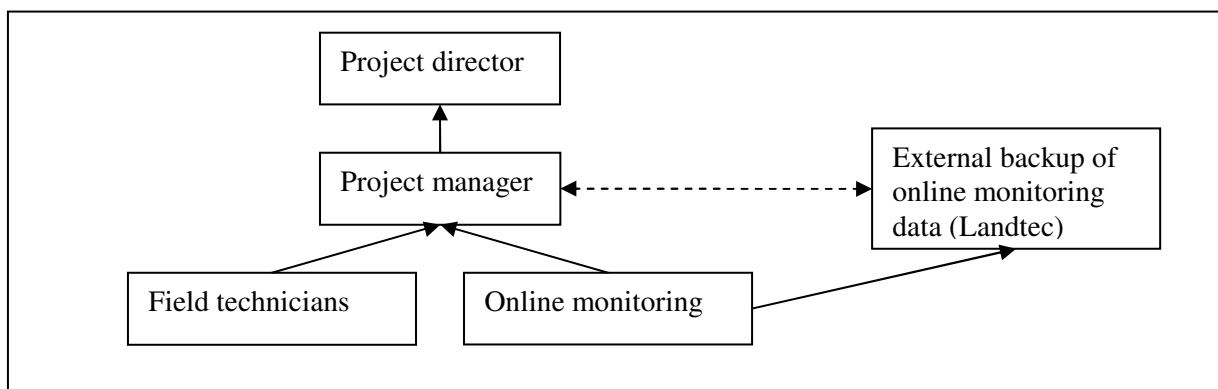 Project director
Project manager
External backup of
online monitoring
data (Landtec)
Field technicians
Online monitoring